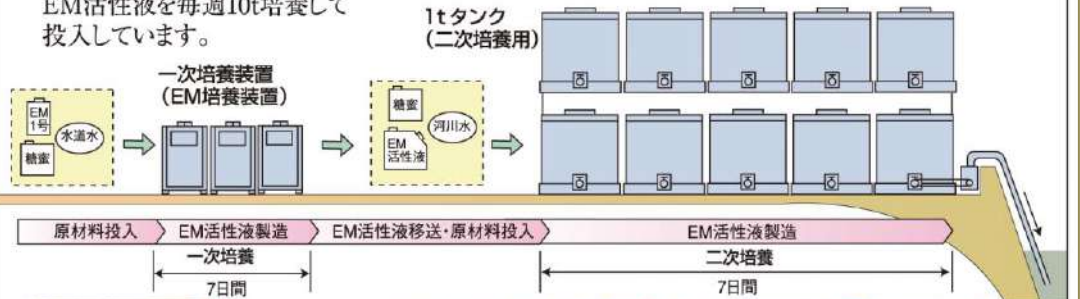 EM活性液を毎週10t培養して
投入しています。
1tタンク
(二次培養用)
一次培養装置
(EM培養装置)
EM
1号
水道水
糖蜜
糖蜜
河川水
EM
活性液
原材料投入
EM活性液製造
EM活性液移送・原材料投入
EM活性液製造
一次培養
二次培養
7日間
7日間